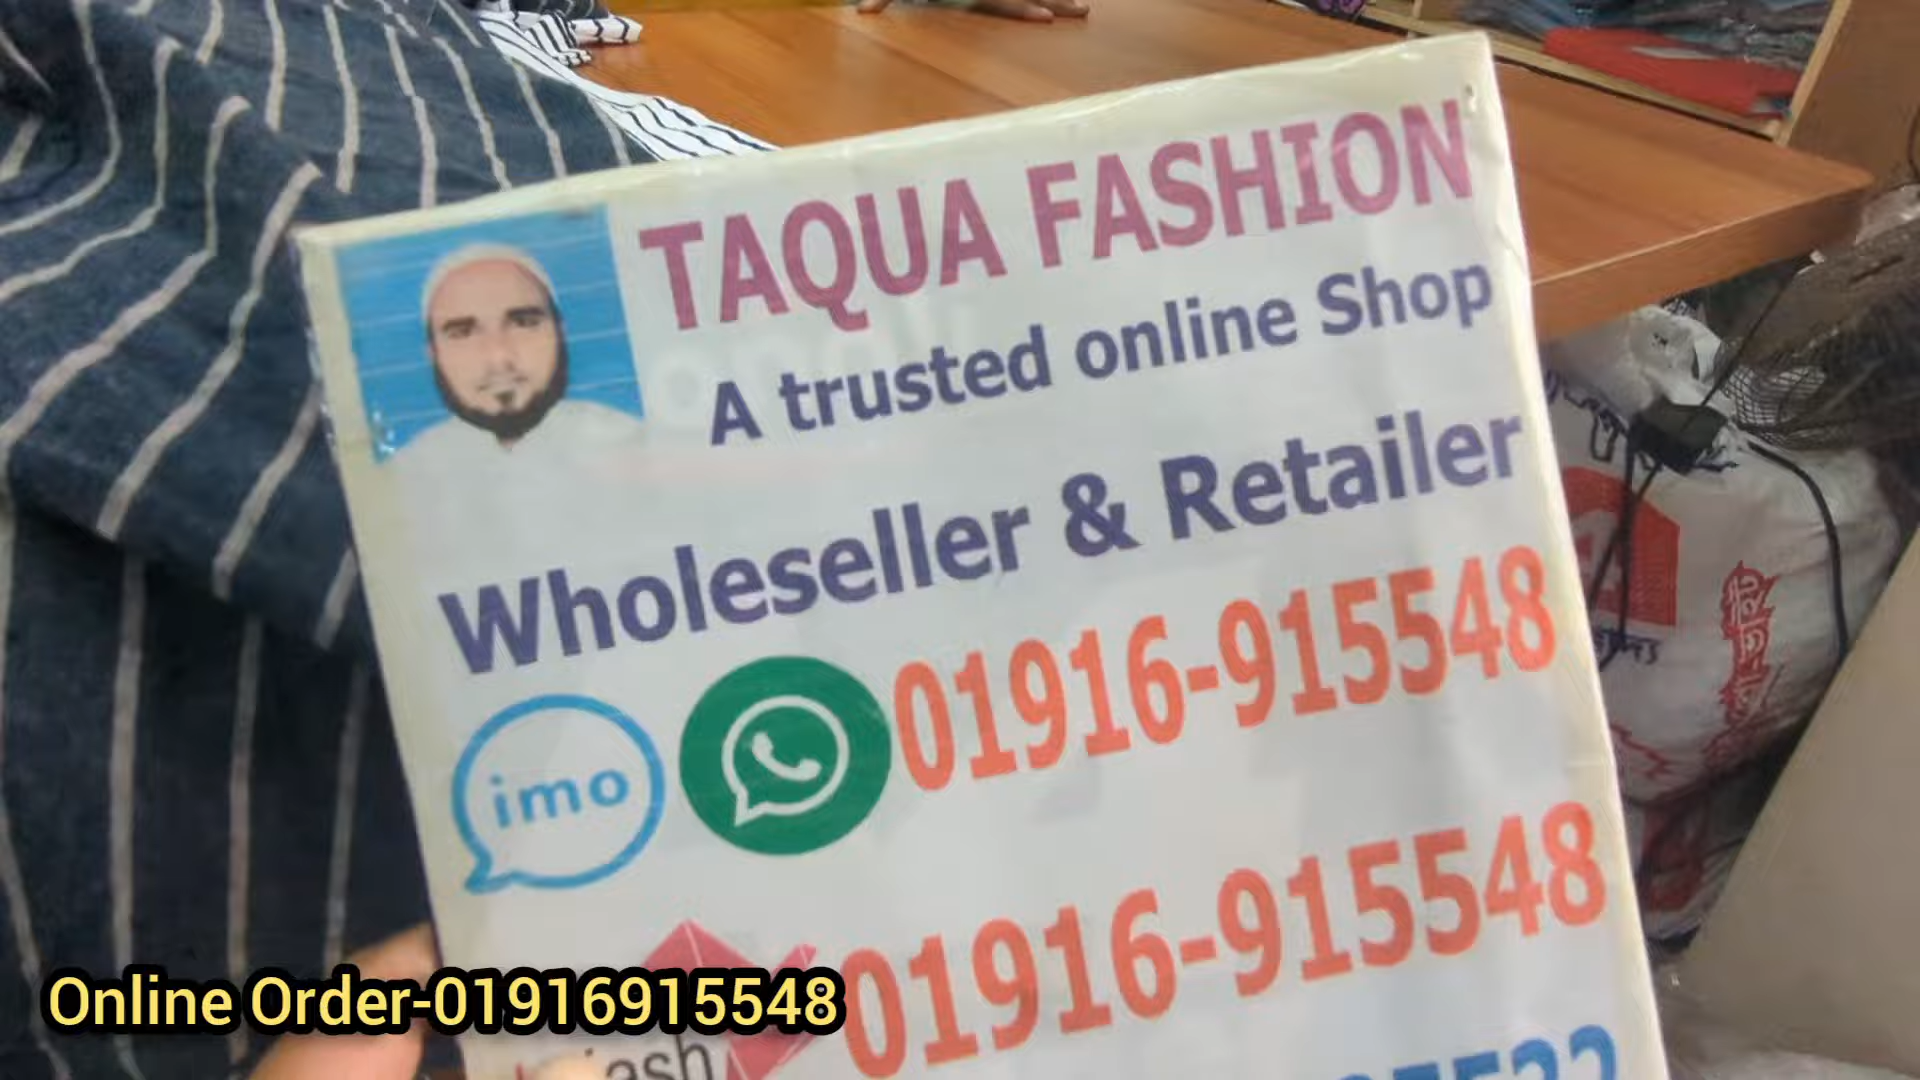 TAQUA FASHION
A trusted online Shop
Wholeseller & Retailer
imo
01916-915548
01916-915548
Online Order-01916915548